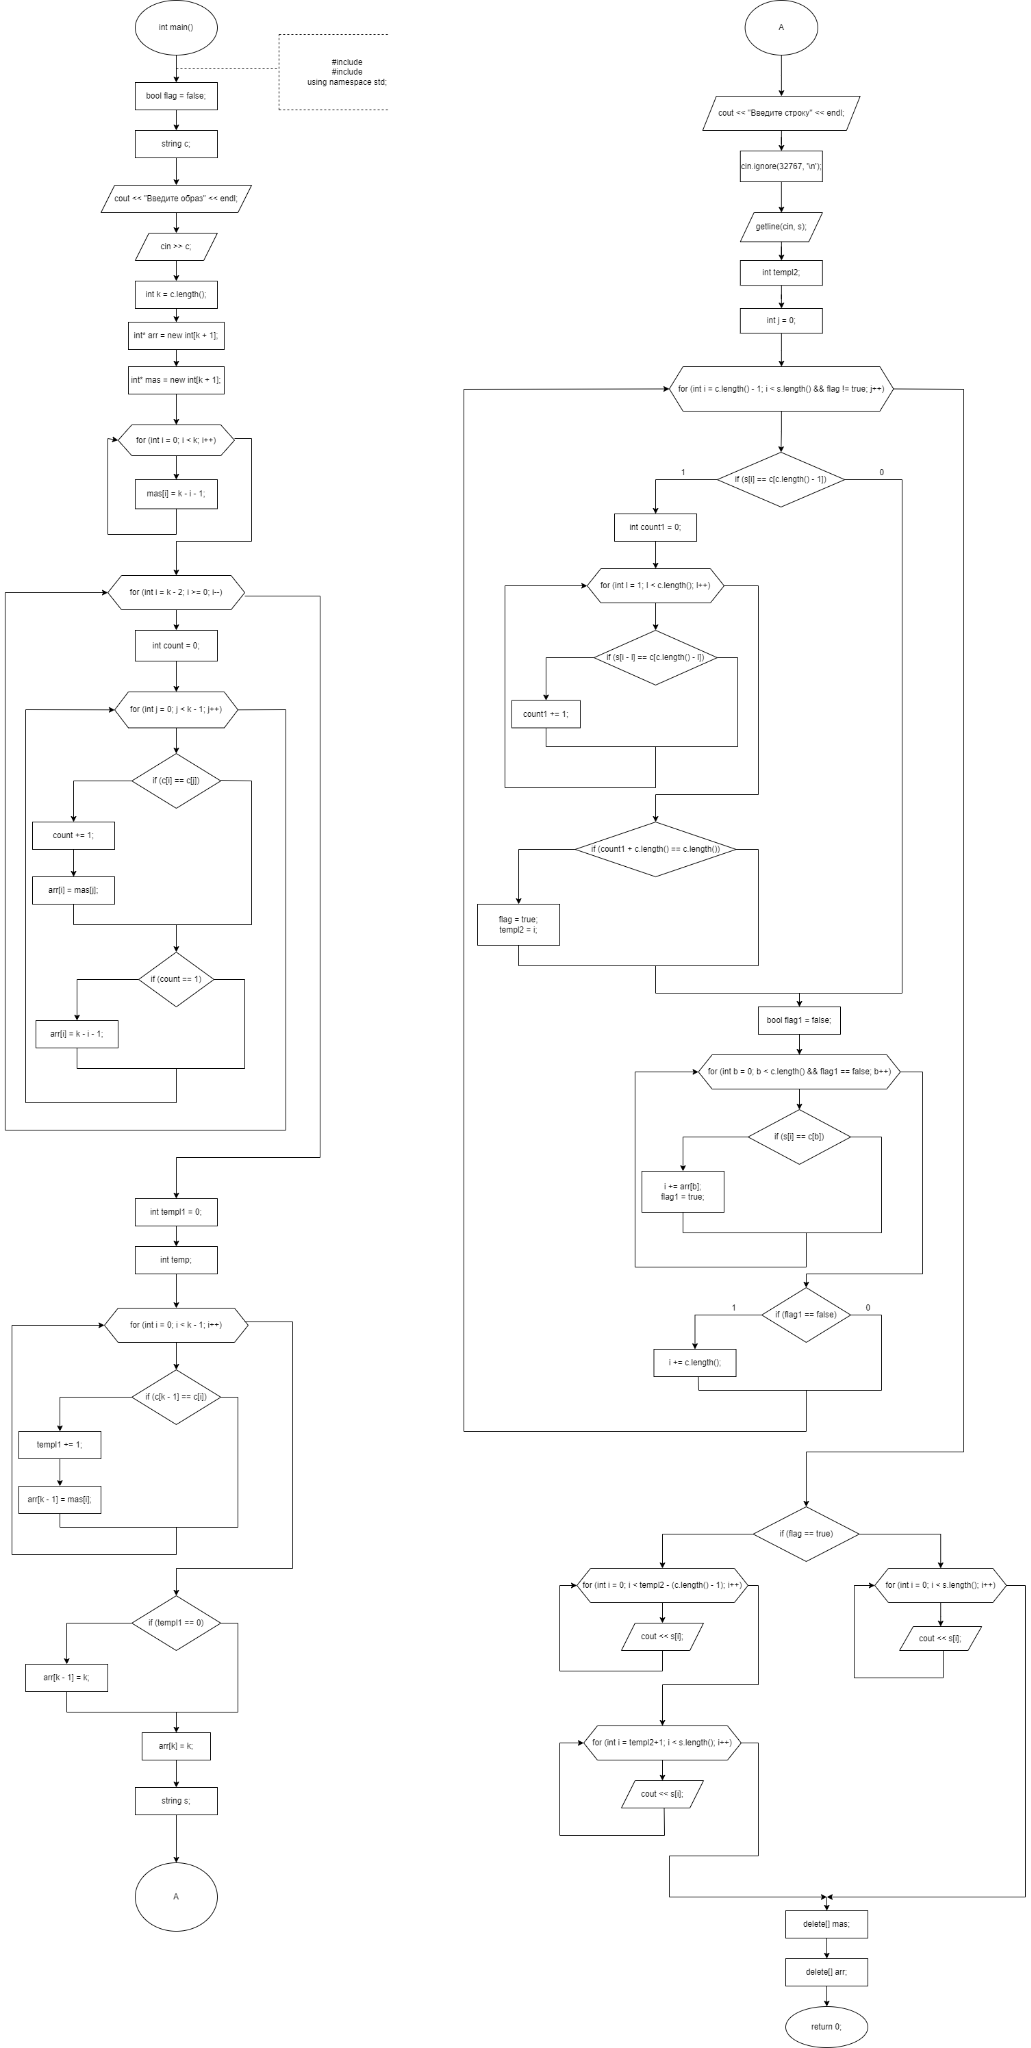 int main()
#include
#include
using namespace std;
bool flag = false;
string c;
cout << "Введите образ" << endl;
cin >> c;
int k = c.length();
int* arr = new int[k + 1];
int* mas = new int[k + 1];
for (int i = 0; i < k; i++)
mas[i] = k - i - 1;
for (int i = k - 2; i >= 0; i--)
int count = 0;
for (int j = 0; j < k - 1; j++)
if (c[i] == c[j])
count += 1;
arr[i] = mas[j];
if (count == 1)
arr[i] = k - i - 1;
int templ1 = 0;
int temp;
for (int i = 0; i < k - 1; i++)
if (c[k - 1] == c[i])
templ1 += 1;
arr[k - 1] = mas[i];
if (templ1 == 0)
arr[k - 1] = k;
arr[k] = k;
string s;
A
A
cout << "Введите строку" << endl;
cin.ignore(32767, '\n');
getline(cin, s);
int templ2;
int j = 0;
for (int i = c.length() - 1; i < s.length() && flag != true; j++)
if (s[i] == c[c.length() - 1])
1
0
int count1 = 0;
for (int i = 1; l < c.length(); l++)
if (s[i - l] == c[c.length() - l])
count1 += 1;
if (count1 + c.length() == c.length())
flag = true;
templ2 = i;
bool flag1 = false;
for (int b = 0; b < c.length() && flag1 == false; b++)
if (s[i] == c[b])
i += arr[b];
flag1 = true;
if (flag1 == false)
1
0
i += c.length();
if (flag == true)
for (int i = 0; i < templ2 - (c.length() - 1); i++)
cout << s[i];
for (int i = templ2+1; i < s.length(); i++)
cout << s[i];
for (int i = 0; i < s.length(); i++)
cout << s[i];
delete[] mas;
delete[] arr;
return 0;